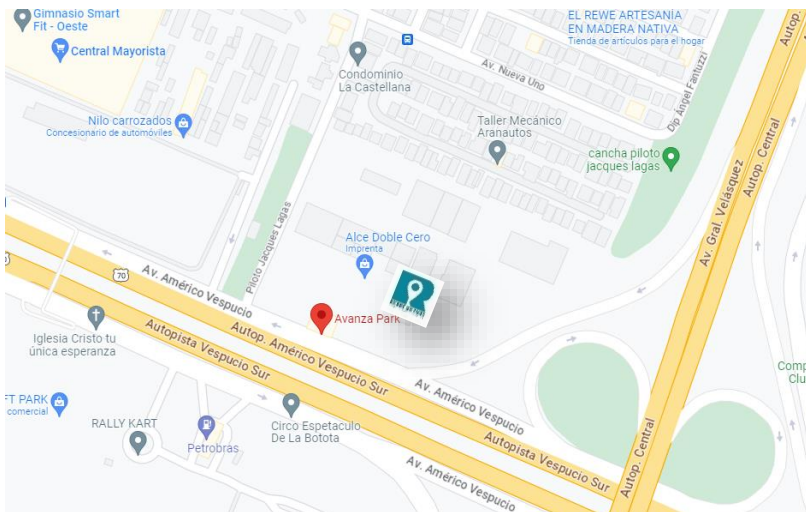 Gimnasio Smart
Fit - Oeste
Central Mayorista
EL REWE ARTESANÍA
EN MADERA NATIVA
Tienda de artículos para el hogar
Autop.
Condominio
La Castellana
Av. Nueva Uno
Dip Ángel Fantuzzi
Nilo carrozados
Concesionario de automóviles
Taller Mecánico
Aranautos
cancha piloto
jacques lagas
Autop. Central
Av. Gral. Velásquez
Piloto Jacques Lagas
Alce Doble Cero
Imprenta
70
Av. Américo Vespucio
Avanza Park
Iglesia Cristo tu
única esperanza
Autopista Vespucio Sur
Autop. Américo Vespucio Sur
Av. Américo Vespucio
Comp
Clu
FT PARK
comercial
RALLY KART
Petrobras
Circo Espetaculo
De La Botota
Autopista Vespucio Sur
Autop. Central
Av. Américo Vespucio